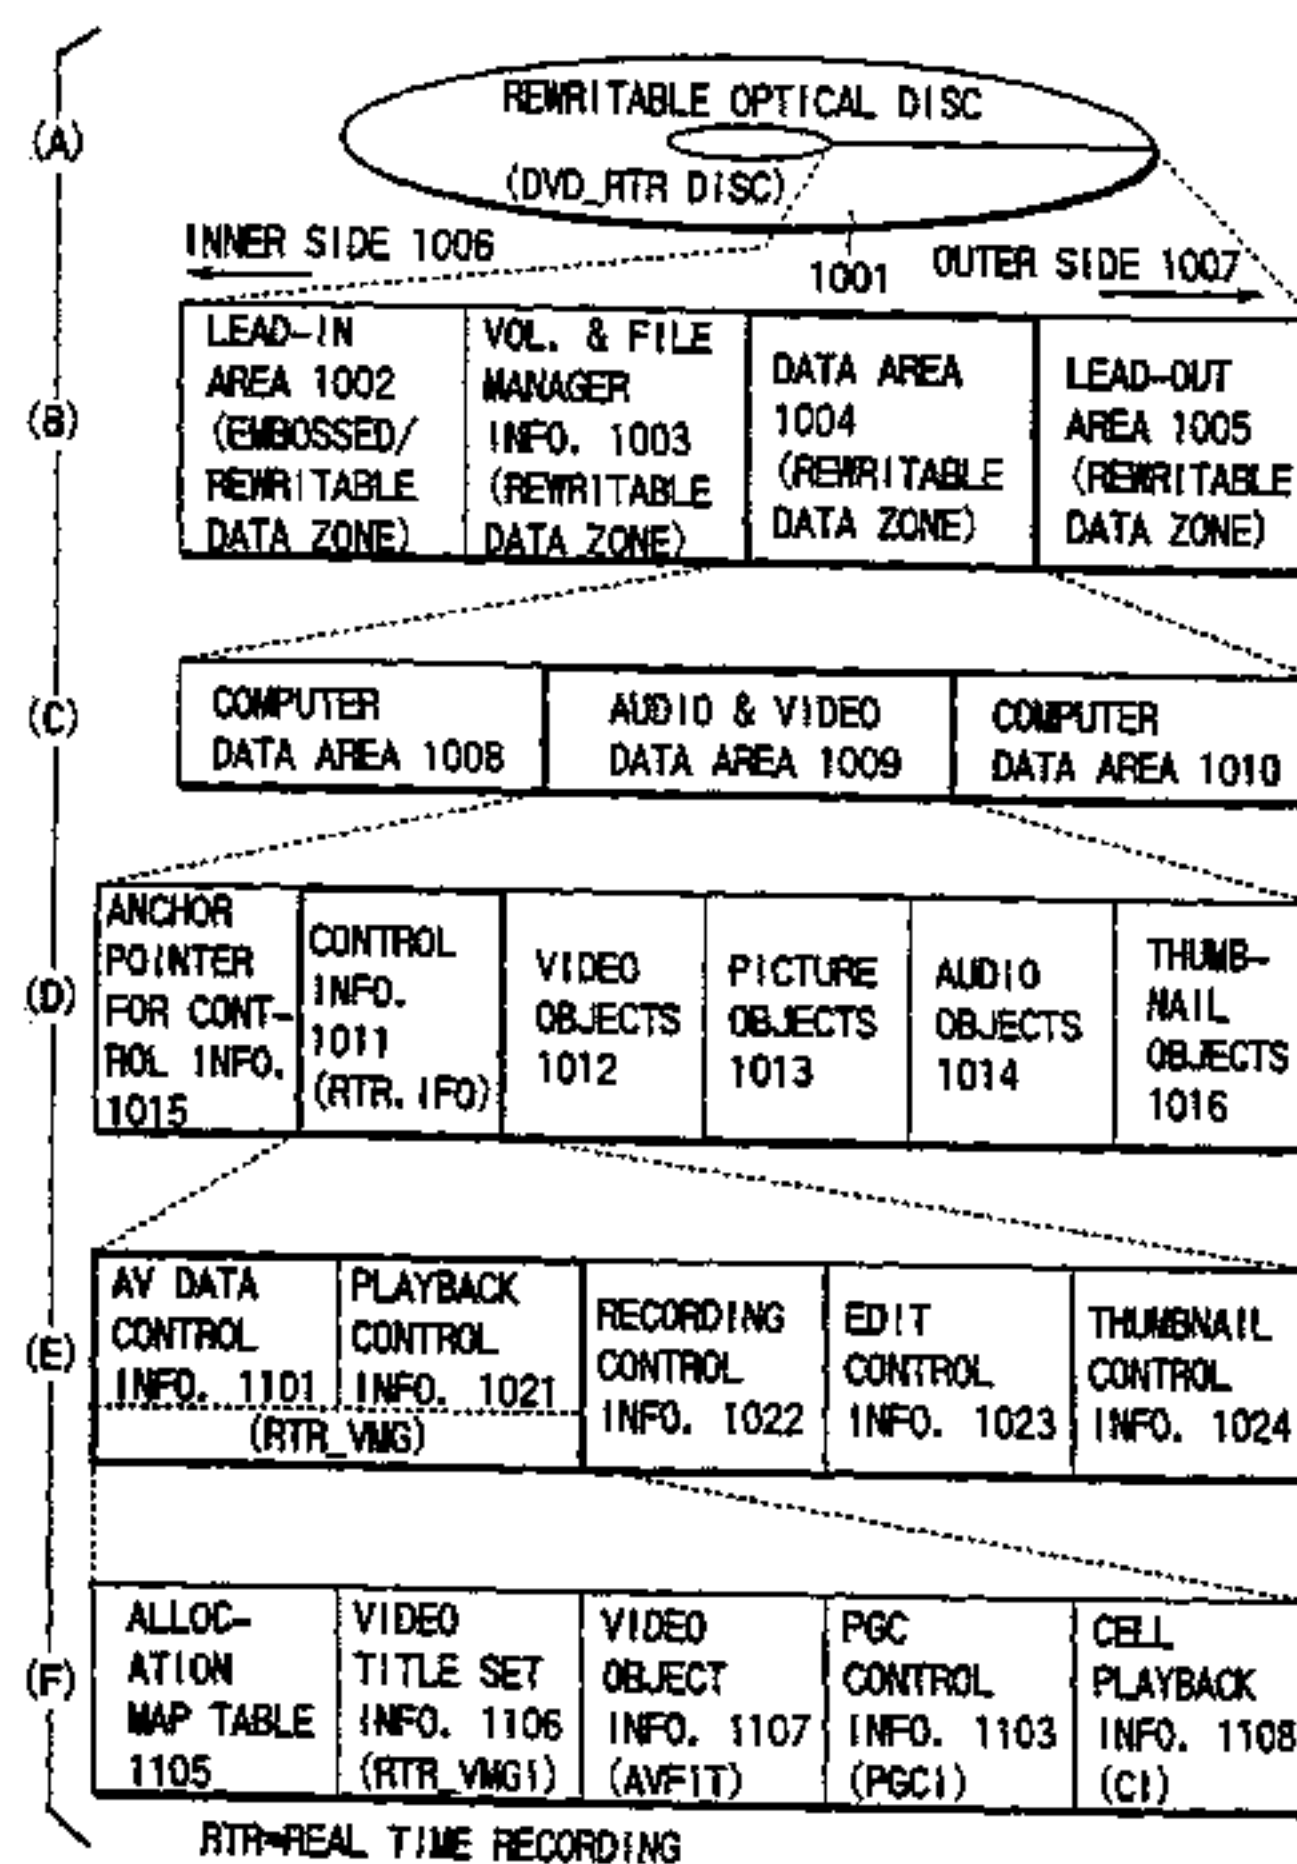 (A)
REWRITABLE OPTICAL DISC
(DVD_RTR DISC)
INNER SIDE 1006
1001
OUTER SIDE 1007
(B)
LEAD-IN
AREA 1002
(EMBOSSED/
REWRITABLE
DATA ZONE)
VOL. & FILE
MANAGER
INFO. 1003
(REWRITABLE
DATA ZONE)
DATA AREA
1004
(REWRITABLE
DATA ZONE)
LEAD-OUT
AREA 1005
(REWRITABLE
DATA ZONE)
(C)
COMPUTER
DATA AREA 1008
AUDIO & VIDEO
DATA AREA 1009
COMPUTER
DATA AREA 1010
(D)
ANCHOR
POINTER
FOR CONT-
ROL INFO.
1015
CONTROL
INFO.
1011
(RTR.IFO)
VIDEO
OBJECTS
1012
PICTURE
OBJECTS
1013
AUDIO
OBJECTS
1014
THUMB-
NAIL
OBJECTS
1016
(E)
AV DATA
CONTROL
INFO. 1101
PLAYBACK
CONTROL
INFO. 1021
(RTR_VMG)
RECORDING
CONTROL
INFO. 1022
EDIT
CONTROL
INFO. 1023
THUMBNAIL
CONTROL
INFO. 1024
(F)
ALLOC-
ATION
MAP TABLE
1105
VIDEO
TITLE SET
INFO. 1106
(RTR_VMGI)
VIDEO
OBJECT
INFO. 1107
(AVFIT)
PGC
CONTROL
INFO. 1103
(PGCI)
CELL
PLAYBACK
INFO. 1108
(CI)
RTR=REAL TIME RECORDING